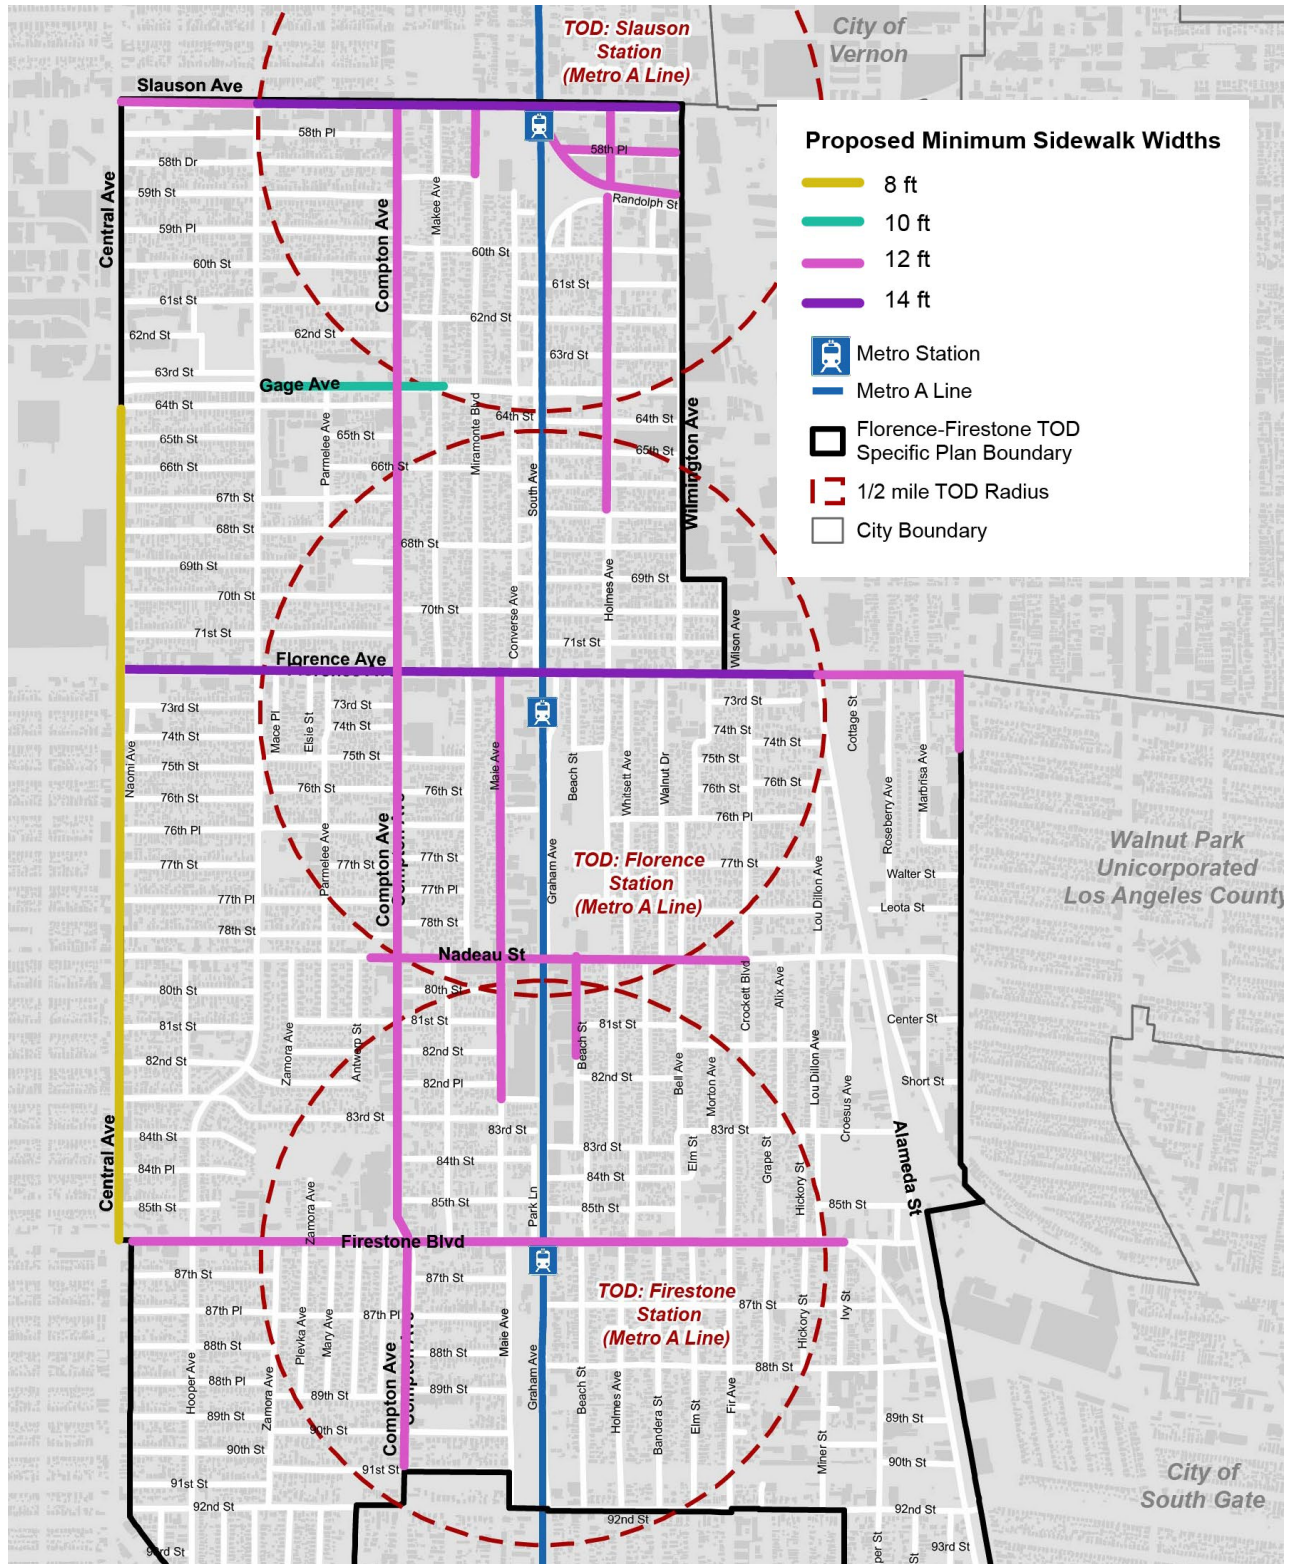 TOD: Slauson
Station
(Metro A Line)
City of
Vernon
Slauson Ave
58th Pl
58th Pl
58th Dr
59th St
Randolph St
Central Ave
Compton Ave
Makee Ave
59th Pl
60th St
60th St
61st St
61st St
62nd St
62nd St
62nd St
63rd St
63rd St
Gage Ave
64th St
64th St
64th St
Parmelee Ave
Miramonte Blvd
Wilmington Ave
65th St
65th St
65th St
66th St
66th St
67th St
South Ave
68th St
68th St
69th St
69th St
70th St
70th St
Converse Ave
Holmes Ave
71st St
71st St
Wilson Ave
Florence Ave
Proposed Minimum Sidewalk Widths
8 ft
10 ft
12 ft
14 ft
Metro Station
Metro A Line
Florence-Firestone TOD
Specific Plan Boundary
1/2 mile TOD Radius
City Boundary
73rd St
73rd St
73rd St
Mace Pl
Elsie St
Cottage St
74th St
74th St
74th St
74th St
Naomi Ave
75th St
75th St
75th St
Maie Ave
Beach St
Whitsett Ave
Walnut Dr
Marbrisa Ave
76th St
76th St
76th St
76th St
76th St
Roseberry Ave
76th Pl
76th Pl
Parmelee Ave
Compton Ave
Compton Ave
77th St
77th St
77th St
77th St
Graham Ave
TOD: Florence
Station
(Metro A Line)
Lou Dillon Ave
Walter St
Leota St
Walnut Park
Unincorporated
Los Angeles County
77th Pl
77th Pl
78th St
78th St
Nadeau St
80th St
80th St
Crockett Blvd
Alix Ave
81st St
81st St
81st St
Center St
Zamora Ave
Antwerp St
Beach St
82nd St
82nd St
82nd St
82nd Pl
Bell Ave
Morton Ave
Lou Dillon Ave
Croesus Ave
Short St
83rd St
83rd St
83rd St
83rd St
Central Ave
84th St
84th St
84th St
84th Pl
Elm St
Grape St
Hickory St
Alameda St
85th St
85th St
85th St
85th St
Zamora Ave
Park Ln
Firestone Blvd
87th St
87th St
87th St
TOD: Firestone
Station
(Metro A Line)
87th Pl
87th Pl
Plevka Ave
Mary Ave
Maie Ave
Hickory St
Ivy St
88th St
88th St
88th St
88th Pl
Hooper Ave
Zamora Ave
Compton Ave
Compton Ave
Graham Ave
Beach St
Holmes Ave
Bandera St
Elm St
Fir Ave
89th St
89th St
89th St
89th St
90th St
90th St
90th St
Miner St
91st St
91st St
92nd St
92nd St
92nd St
93rd St
City of
South Gate